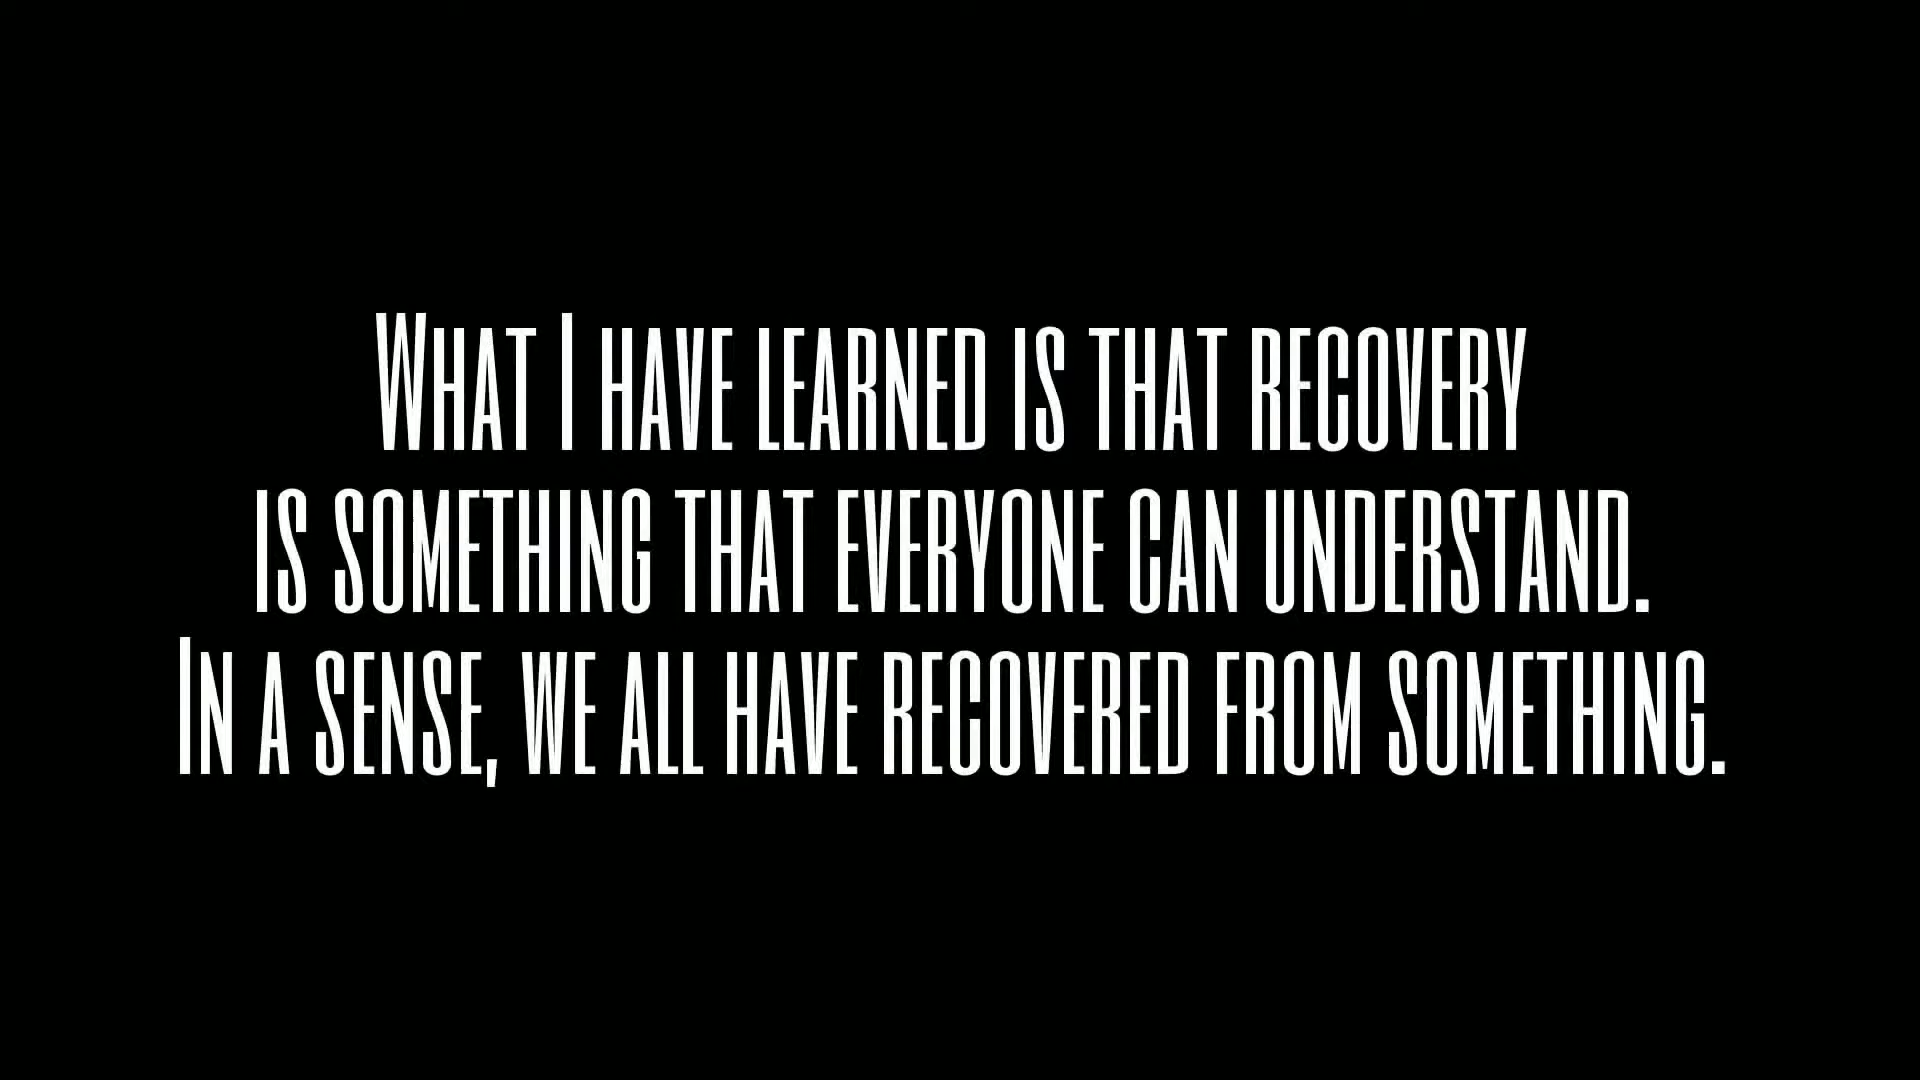 What I have learned is that recovery
is something that everyone can understand.
In a sense, we all have recovered from something.